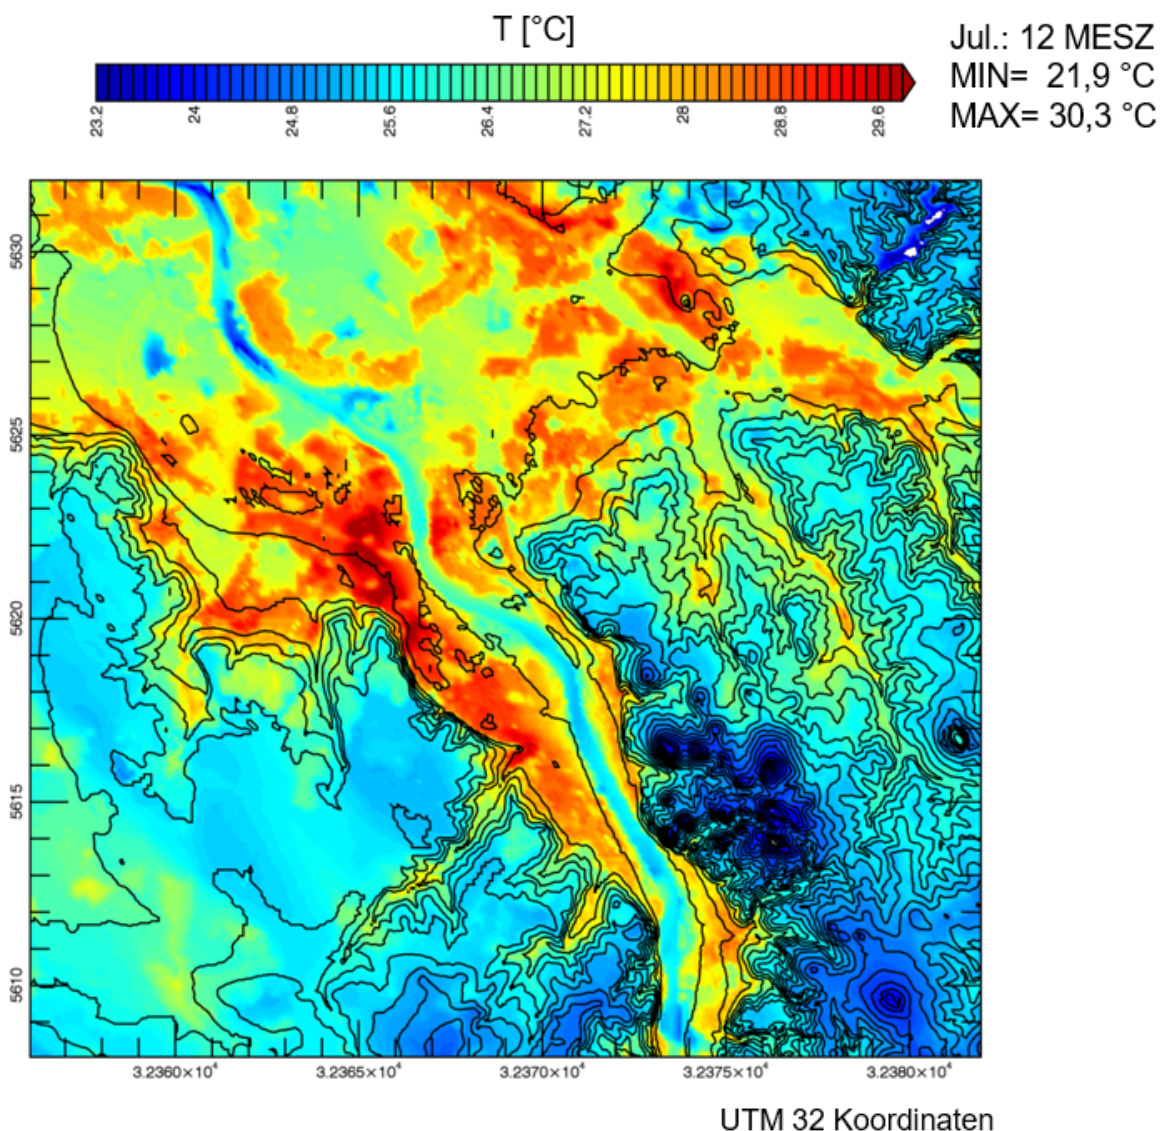 T [°C]
Jul.: 12 MESZ
MIN= 21,9 °C
MAX= 30,3 °C
23.2 24 24.8 25.6 26.4 27.2 28 28.8 29.6
5630
5625
5620
5615
5610
3.2360×10⁴ 3.2365×10⁴ 3.2370×10⁴ 3.2375×10⁴ 3.2380×10⁴
UTM 32 Koordinaten